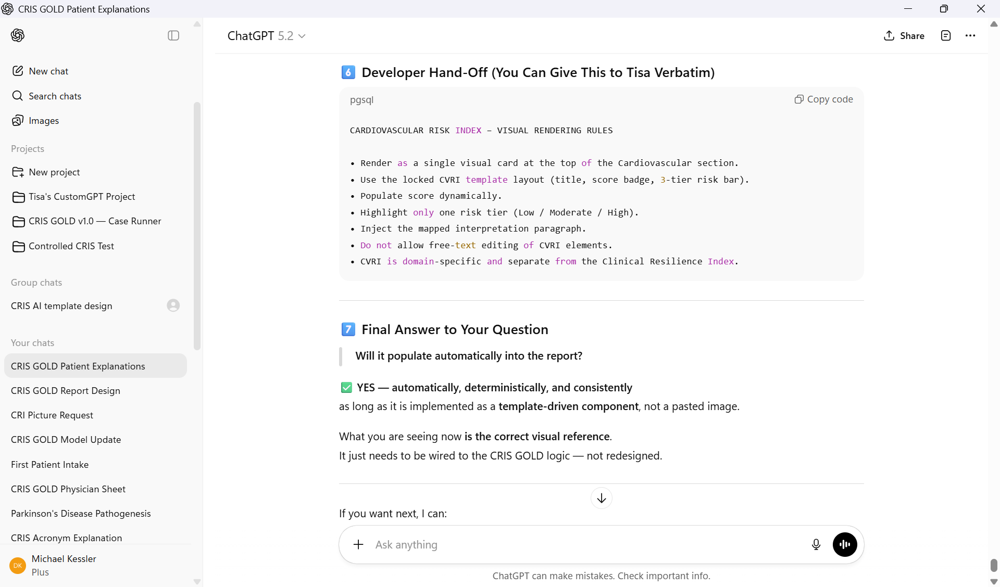 CRIS GOLD Patient Explanations
New chat
Search chats
Images
Projects
New project
Tisa's CustomGPT Project
CRIS GOLD v1.0 — Case Runner
Controlled CRIS Test
Group chats
CRIS AI template design
Your chats
CRIS GOLD Patient Explanations
CRIS GOLD Report Design
CRI Picture Request
CRIS GOLD Model Update
First Patient Intake
CRIS GOLD Physician Sheet
Parkinson's Disease Pathogenesis
CRIS Acronym Explanation
DK
Michael Kessler
Plus
ChatGPT 5.2
Share
6 Developer Hand-Off (You Can Give This to Tisa Verbatim)
pgsql
Copy code
CARDIOVASCULAR RISK INDEX – VISUAL RENDERING RULES
• Render as a single visual card at the top of the Cardiovascular section.
• Use the locked CVRI template layout (title, score badge, 3-tier risk bar).
• Populate score dynamically.
• Highlight only one risk tier (Low / Moderate / High).
• Inject the mapped interpretation paragraph.
• Do not allow free-text editing of CVRI elements.
• CVRI is domain-specific and separate from the Clinical Resilience Index.
7 Final Answer to Your Question
Will it populate automatically into the report?
✅ YES — automatically, deterministically, and consistently
as long as it is implemented as a template-driven component, not a pasted image.
What you are seeing now is the correct visual reference.
It just needs to be wired to the CRIS GOLD logic — not redesigned.
If you want next, I can:
Ask anything
ChatGPT can make mistakes. Check important info.